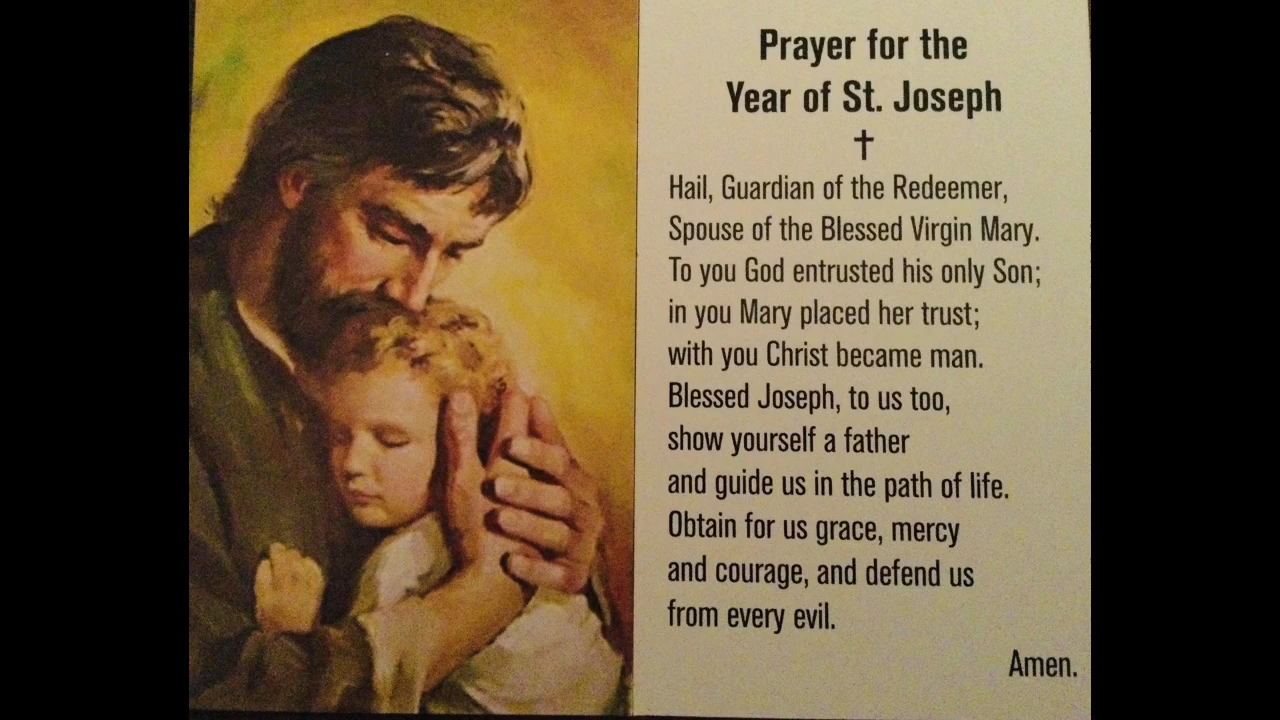 Prayer for the
Year of St. Joseph
†
Hail, Guardian of the Redeemer,
Spouse of the Blessed Virgin Mary.
To you God entrusted his only Son;
in you Mary placed her trust;
with you Christ became man.
Blessed Joseph, to us too,
show yourself a father
and guide us in the path of life.
Obtain for us grace, mercy
and courage, and defend us
from every evil.
Amen.